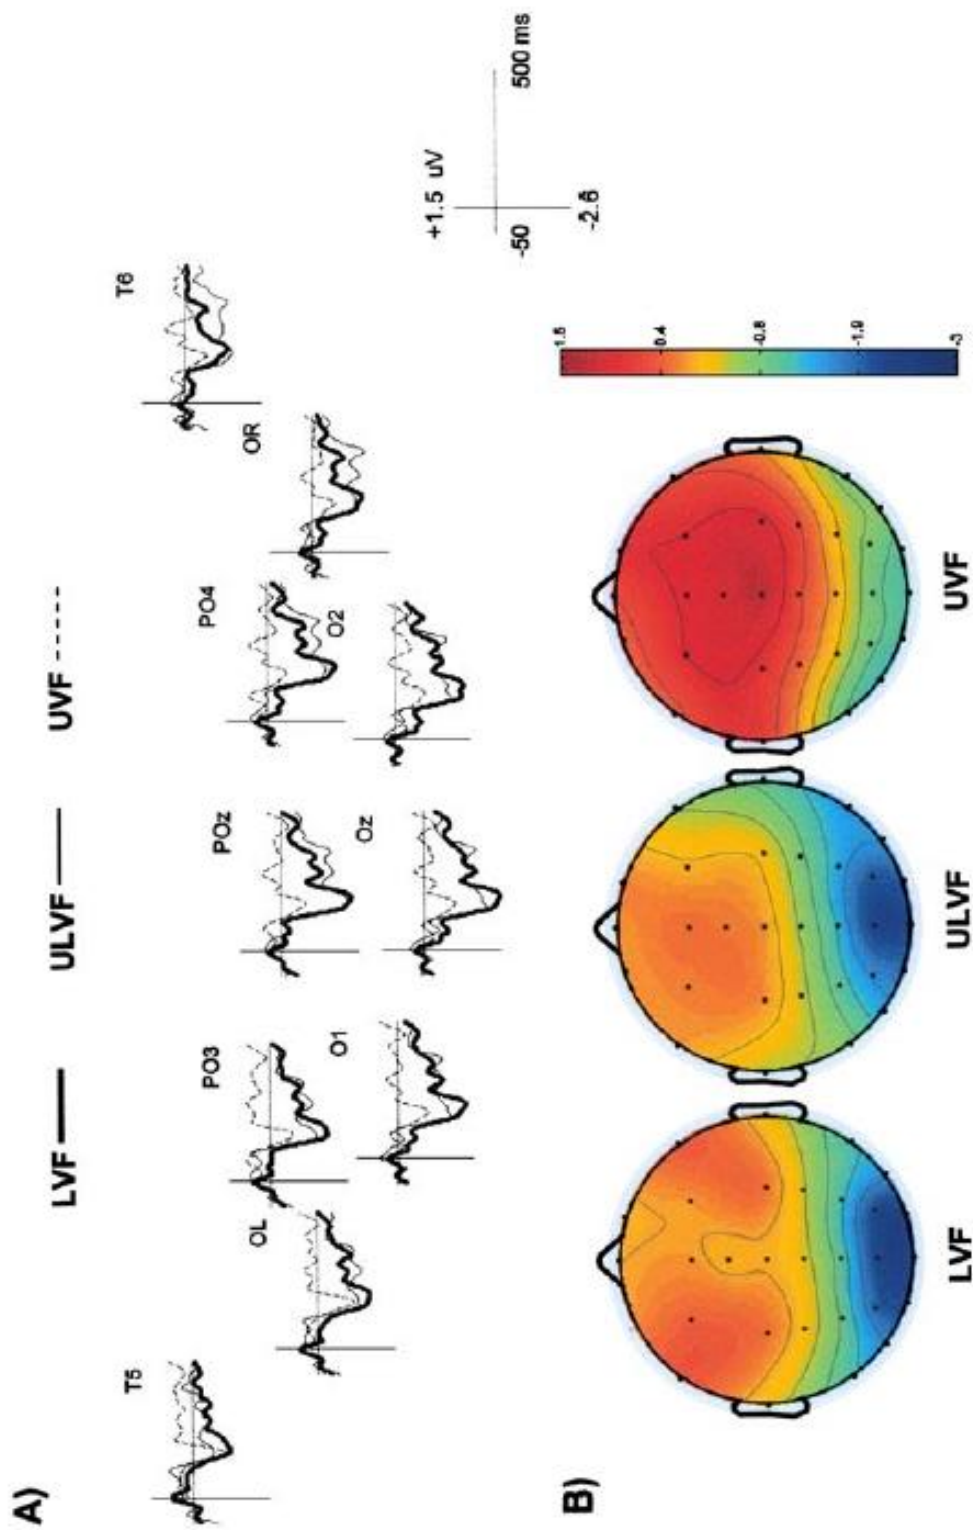 A)
LVF ULVF UVF
T5
OL
PO3
O1
POz
Oz
PO4
O2
OR
T6
+1.5 uV
-50 500 ms
-2.6
B)
LVF ULVF UVF
1.5
0.4
-0.8
-1.9
-3